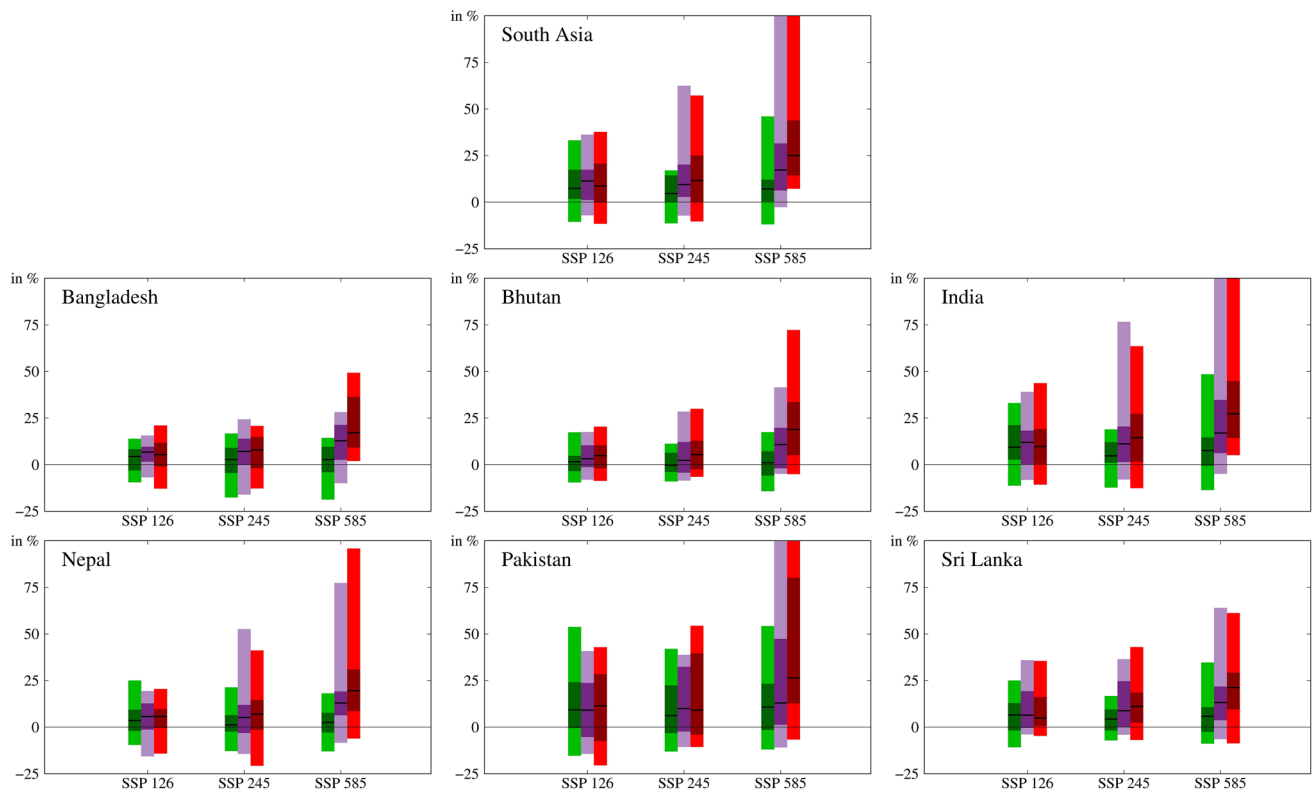 in %
South Asia
75
50
25
0
−25
SSP 126 SSP 245 SSP 585
in % in % in %
Bangladesh Bhutan India
75 75 75
50 50 50
25 25 25
0 0 0
−25 −25 −25
SSP 126 SSP 245 SSP 585 SSP 126 SSP 245 SSP 585 SSP 126 SSP 245 SSP 585
in % in % in %
Nepal Pakistan Sri Lanka
75 75 75
50 50 50
25 25 25
0 0 0
−25 −25 −25
SSP 126 SSP 245 SSP 585 SSP 126 SSP 245 SSP 585 SSP 126 SSP 245 SSP 585